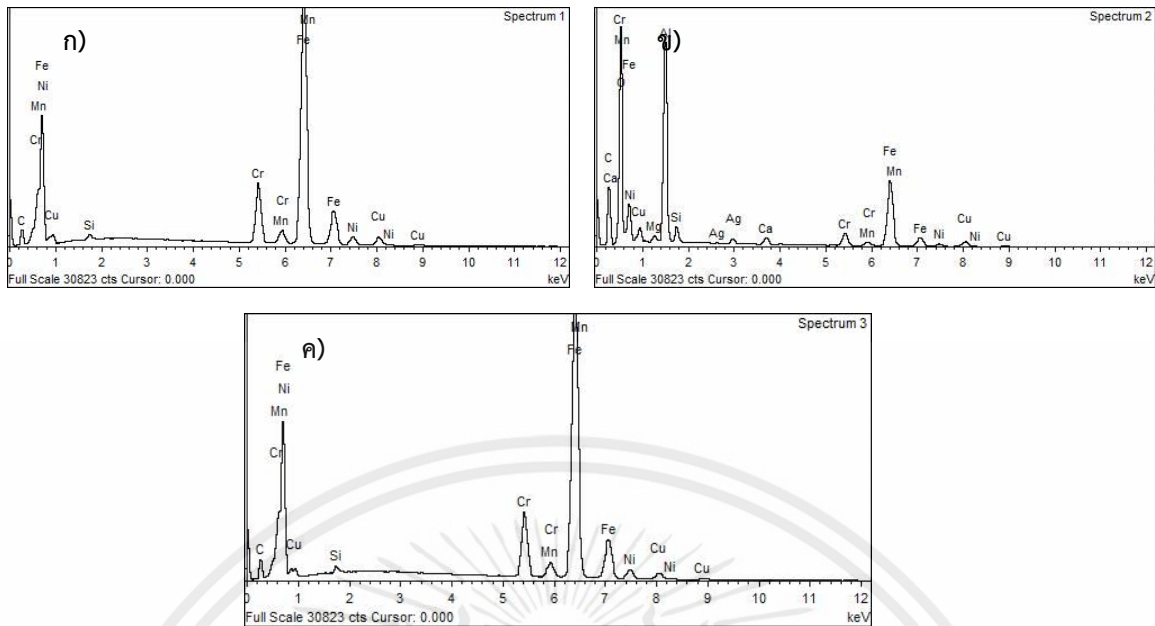 Spectrum 1
ก)
Mn
Fe
Fe
Ni
Mn
Cr
Cu
C
Si
Cr
Cr
Mn
Fe
Ni
Cu
Ni
Cu
0 1 2 3 4 5 6 7 8 9 10 11 12
Full Scale 30823 cts Cursor: 0.000
keV
Spectrum 2
ข)
Cr
Mn
Fe
O
Al
C
Ca
Ni
Cu
Mg
Si
Ag
Ag
Ca
Cr
Cr
Mn
Fe
Mn
Fe
Ni
Cu
Ni
Cu
0 1 2 3 4 5 6 7 8 9 10 11 12
Full Scale 30823 cts Cursor: 0.000
keV
Spectrum 3
ค)
Mn
Fe
Fe
Ni
Mn
Cr
Cu
C
Si
Cr
Cr
Mn
Fe
Ni
Cu
Ni
Cu
0 1 2 3 4 5 6 7 8 9 10 11 12
Full Scale 30823 cts Cursor: 0.000
keV